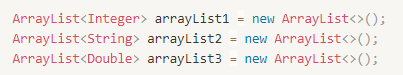 ArrayList<Integer> arrayList1 = new ArrayList<>();
ArrayList<String> arrayList2 = new ArrayList<>();
ArrayList<Double> arrayList3 = new ArrayList<>();